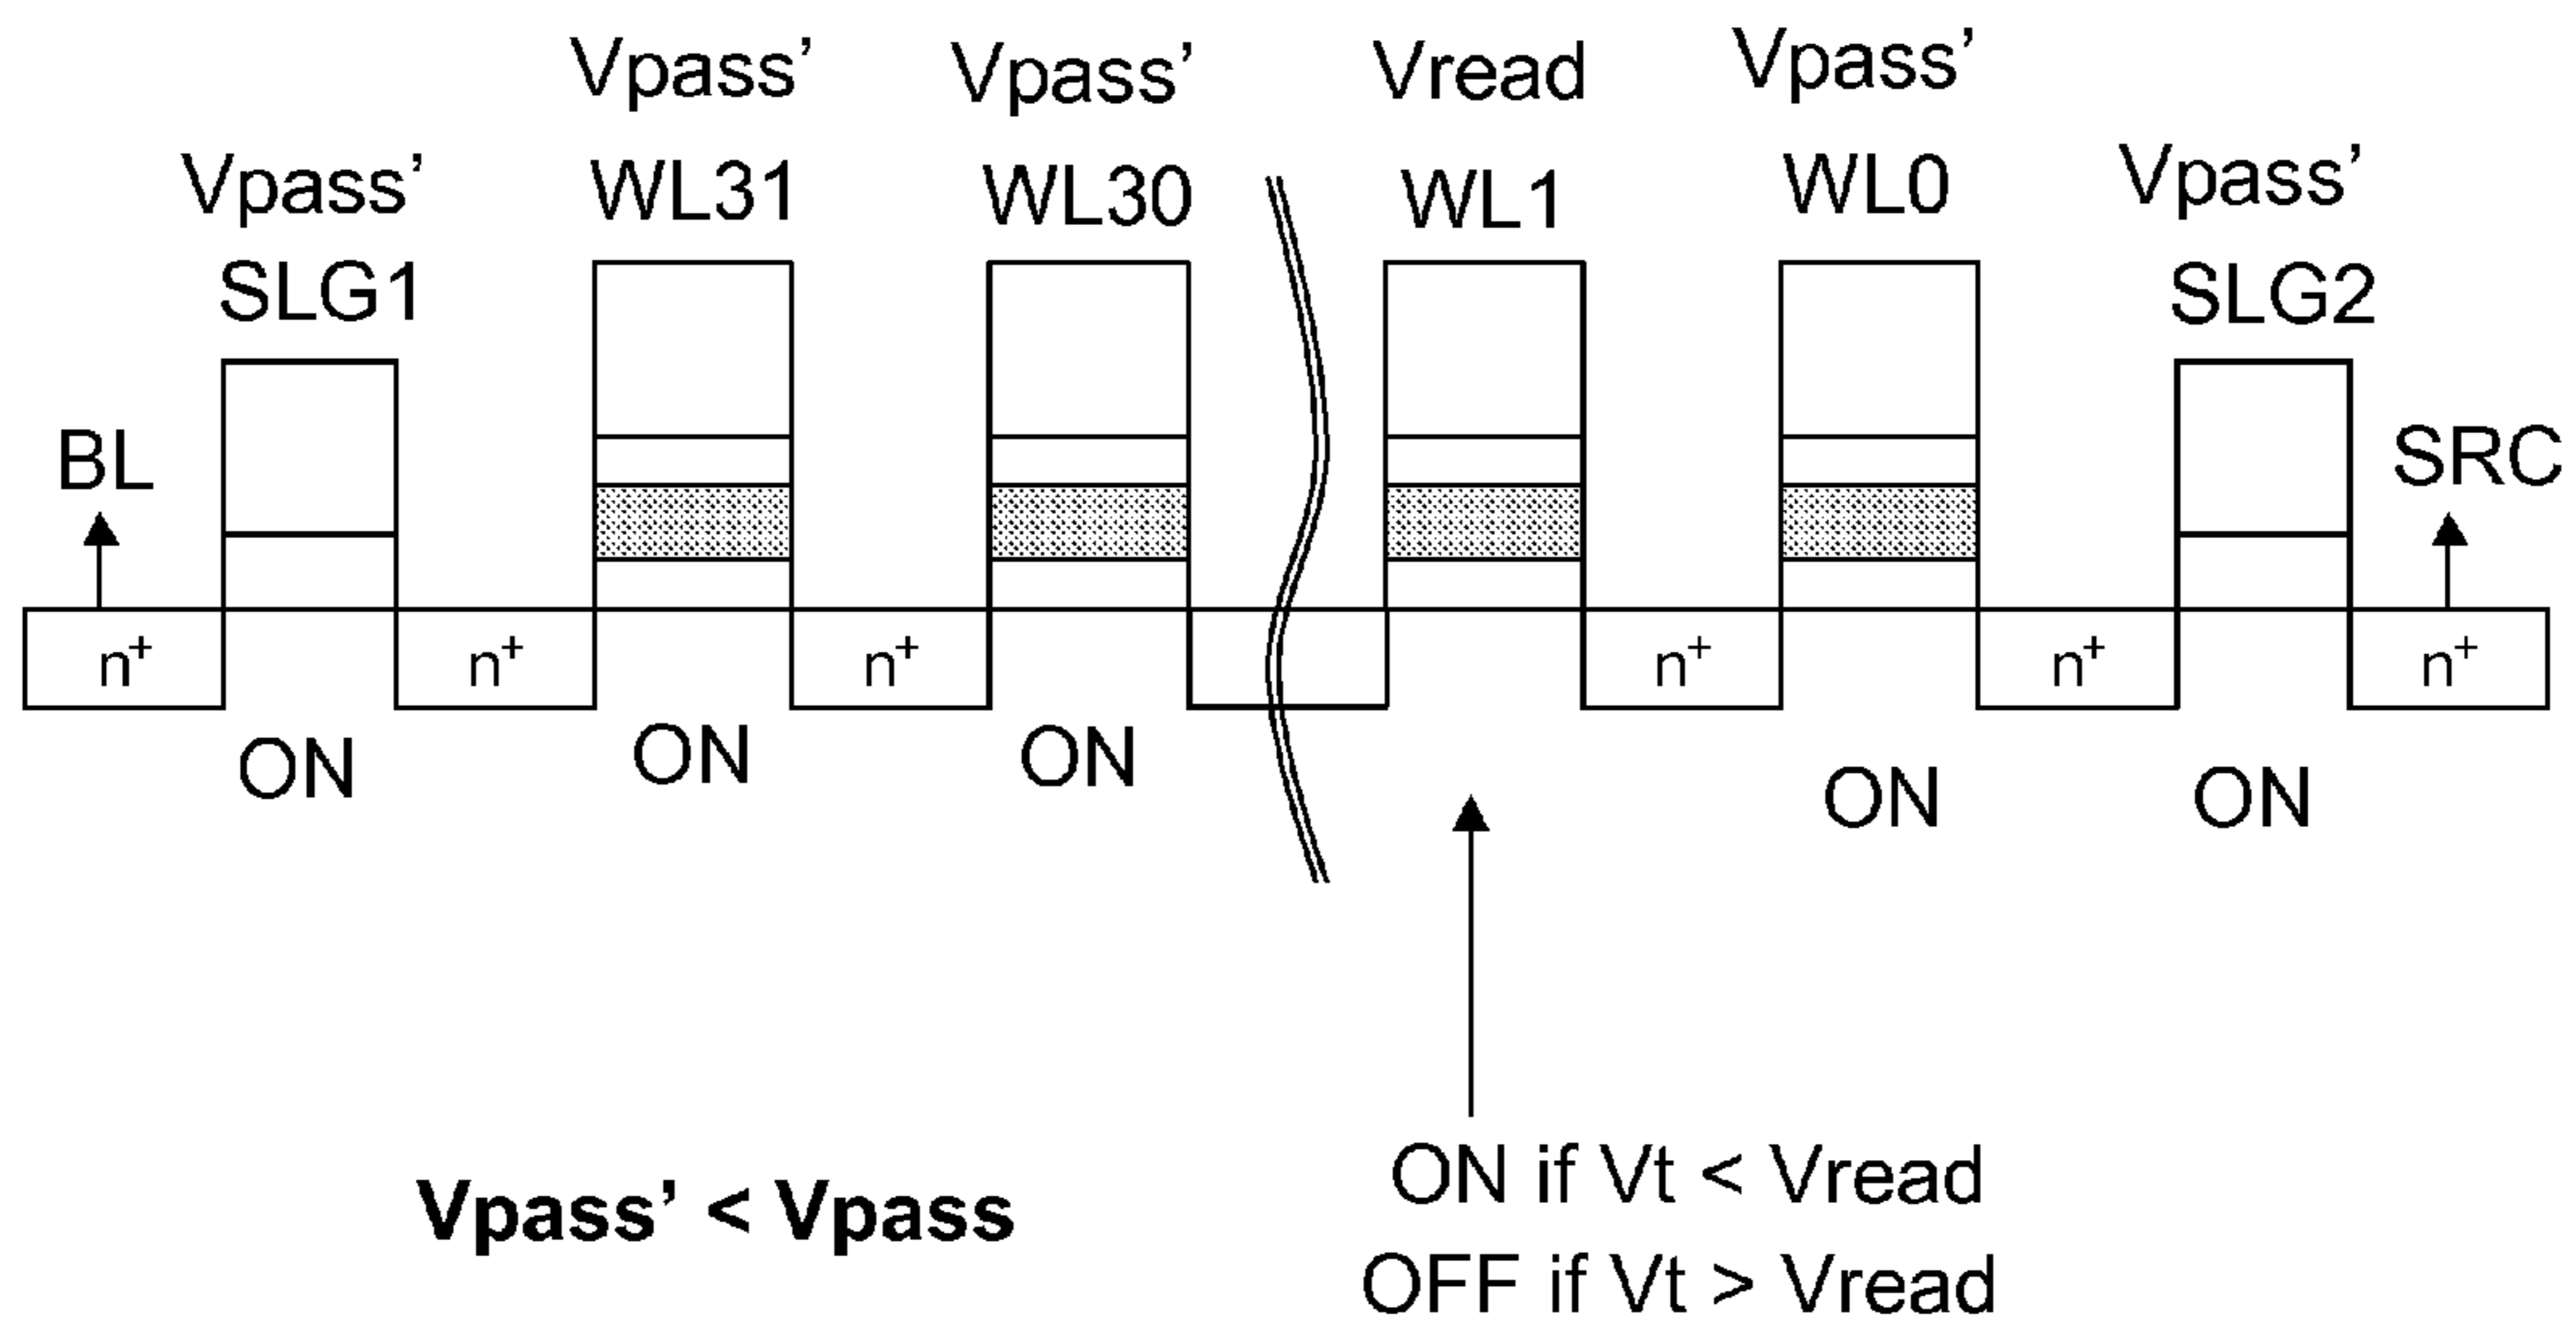 Vpass’ Vpass’ Vread Vpass’
Vpass’ WL31 WL30 WL1 WL0 Vpass’
SLG1 SLG2
BL SRC
n+ n+ n+ n+ n+ n+
ON ON ON ON ON
ON if Vt < Vread
Vpass’ < Vpass
OFF if Vt > Vread